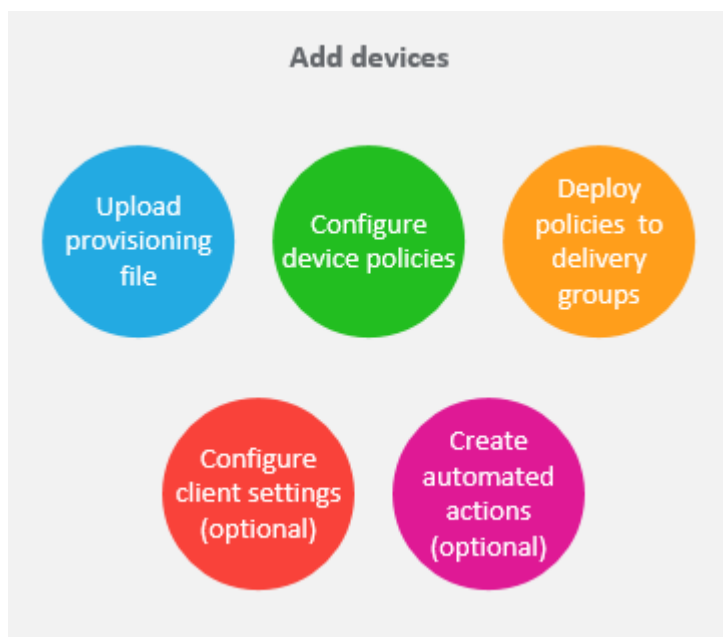 Add devices
Upload
provisioning
file
Configure
device policies
Deploy
policies to
delivery
groups
Configure
client settings
(optional)
Create
automated
actions
(optional)